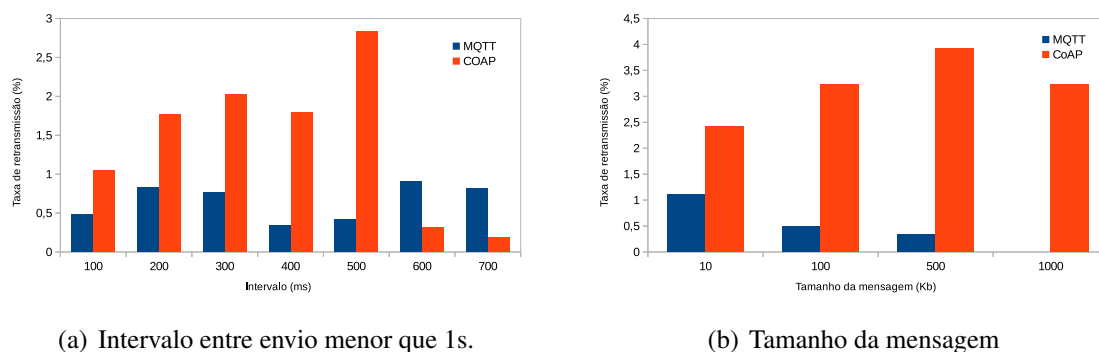 3
2,5
2
1,5
1
0,5
0
Taxa de retransmissão (%)
MQTT
COAP
100 200 300 400 500 600 700
Intervalo (ms)
(a) Intervalo entre envio menor que 1s.
4,5
4
3,5
3
2,5
2
1,5
1
0,5
0
Taxa de retransmissão (%)
MQTT
CoAP
10 100 500 1000
Tamanho da mensagem (Kb)
(b) Tamanho da mensagem